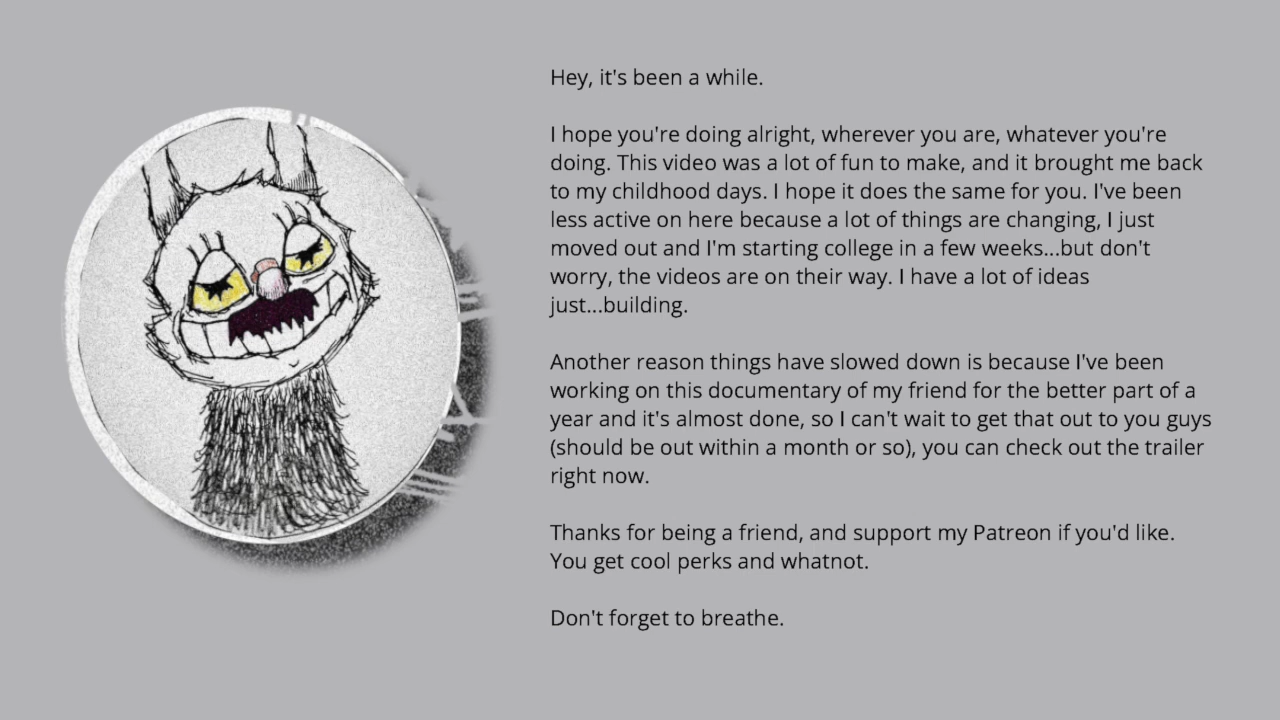 Hey, it's been a while.
I hope you're doing alright, wherever you are, whatever you're
doing. This video was a lot of fun to make, and it brought me back
to my childhood days. I hope it does the same for you. I've been
less active on here because a lot of things are changing, I just
moved out and I'm starting college in a few weeks...but don't
worry, the videos are on their way. I have a lot of ideas
just...building.
Another reason things have slowed down is because I've been
working on this documentary of my friend for the better part of a
year and it's almost done, so I can't wait to get that out to you guys
(should be out within a month or so), you can check out the trailer
right now.
Thanks for being a friend, and support my Patreon if you'd like.
You get cool perks and whatnot.
Don't forget to breathe.